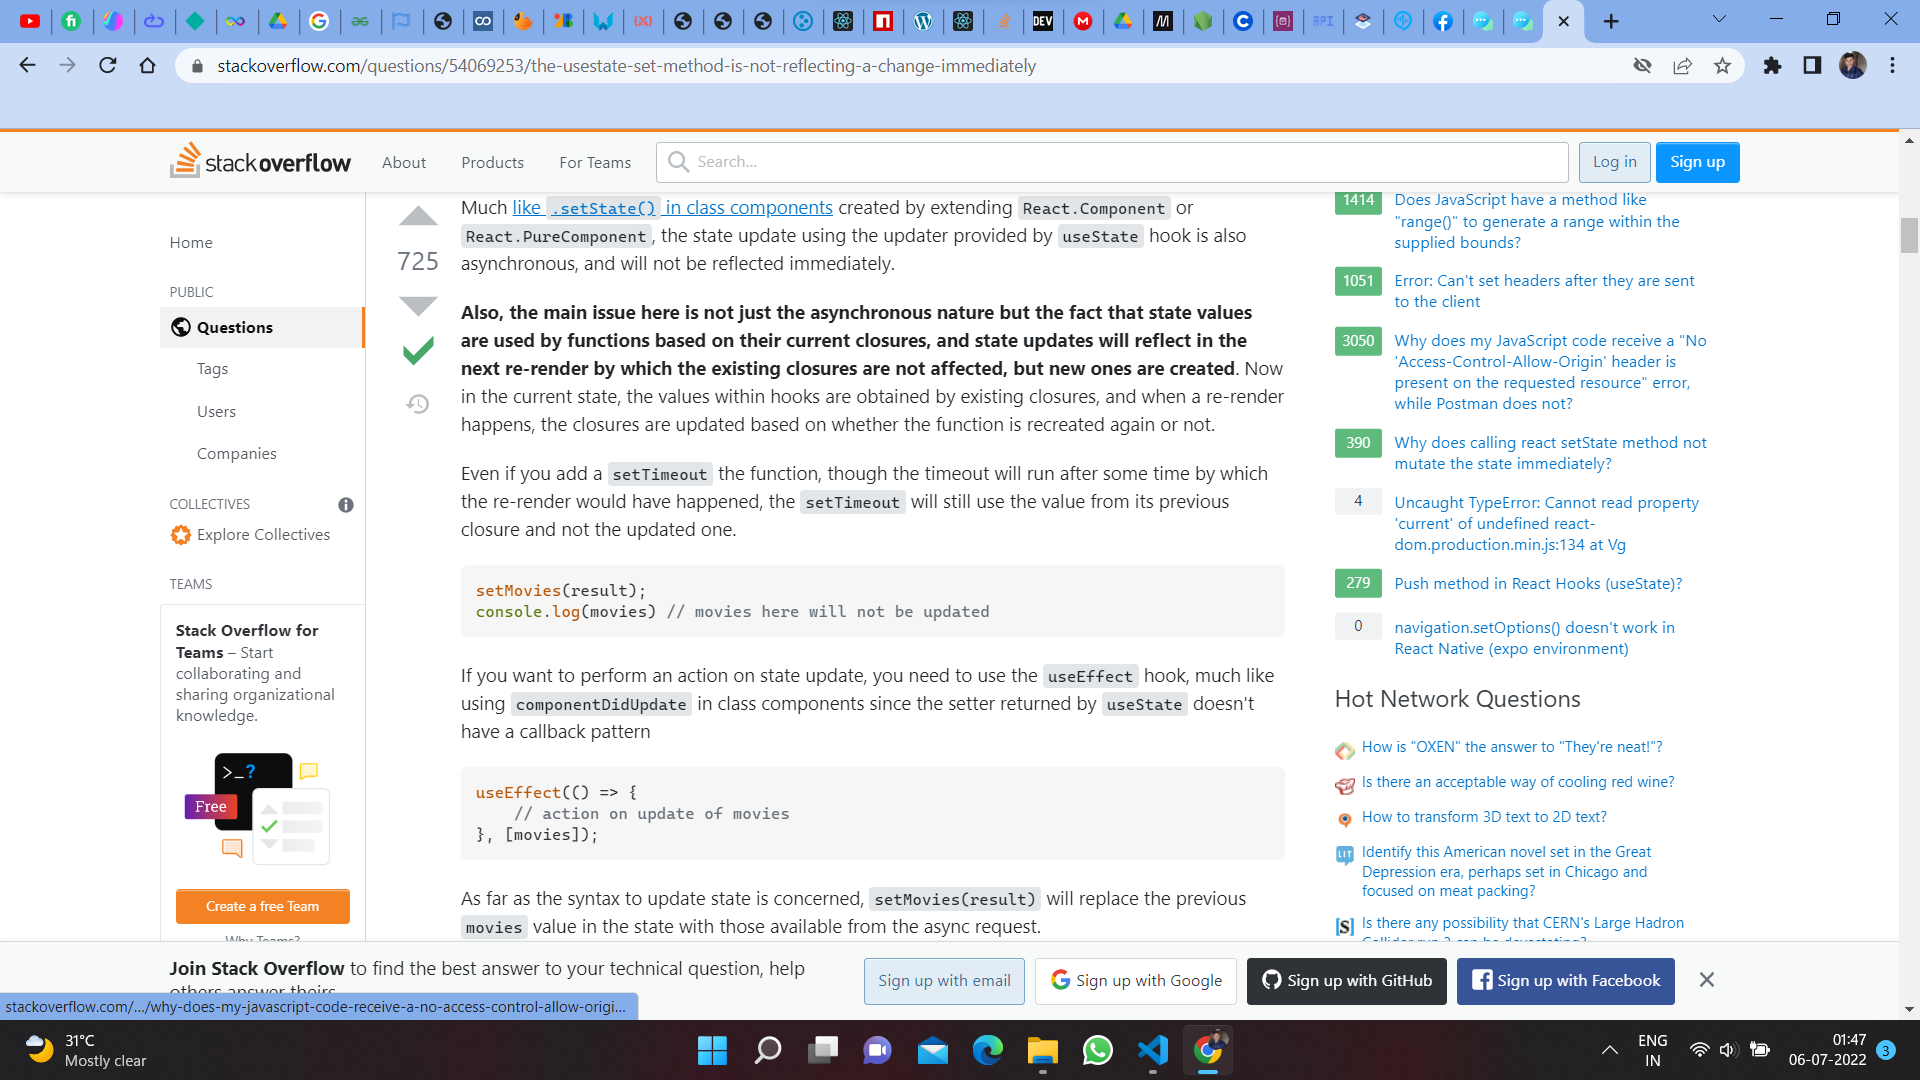 stackoverflow.com/questions/54069253/the-usestate-set-method-is-not-reflecting-a-change-immediately
stackoverflow
About
Products
For Teams
Search...
Log in
Sign up
Home
PUBLIC
Questions
Tags
Users
Companies
COLLECTIVES
Explore Collectives
TEAMS
Stack Overflow for
Teams – Start
collaborating and
sharing organizational
knowledge.
>_?
Free
Create a free Team
Why Teams?
725
Much like .setState() in class components created by extending React.Component or
React.PureComponent, the state update using the updater provided by useState hook is also
asynchronous, and will not be reflected immediately.
Also, the main issue here is not just the asynchronous nature but the fact that state values
are used by functions based on their current closures, and state updates will reflect in the
next re-render by which the existing closures are not affected, but new ones are created. Now
in the current state, the values within hooks are obtained by existing closures, and when a re-render
happens, the closures are updated based on whether the function is recreated again or not.
Even if you add a setTimeout the function, though the timeout will run after some time by which
the re-render would have happened, the setTimeout will still use the value from its previous
closure and not the updated one.
setMovies(result);
console.log(movies) // movies here will not be updated
If you want to perform an action on state update, you need to use the useEffect hook, much like
using componentDidUpdate in class components since the setter returned by useState doesn't
have a callback pattern
useEffect(() => {
// action on update of movies
}, [movies]);
As far as the syntax to update state is concerned, setMovies(result) will replace the previous
movies value in the state with those available from the async request.
1414
Does JavaScript have a method like
"range()" to generate a range within the
supplied bounds?
1051
Error: Can't set headers after they are sent
to the client
3050
Why does my JavaScript code receive a "No
'Access-Control-Allow-Origin' header is
present on the requested resource" error,
while Postman does not?
390
Why does calling react setState method not
mutate the state immediately?
4
Uncaught TypeError: Cannot read property
'current' of undefined react-
dom.production.min.js:134 at Vg
279
Push method in React Hooks (useState)?
0
navigation.setOptions() doesn't work in
React Native (expo environment)
Hot Network Questions
How is "OXEN" the answer to "They're neat!"?
Is there an acceptable way of cooling red wine?
How to transform 3D text to 2D text?
Identify this American novel set in the Great
Depression era, perhaps set in Chicago and
focused on meat packing?
Is there any possibility that CERN's Large Hadron
Collider run 3 can be devastating?
Join Stack Overflow to find the best answer to your technical question, help
others answer theirs.
Sign up with email
Sign up with Google
Sign up with GitHub
Sign up with Facebook
stackoverflow.com/.../why-does-my-javascript-code-receive-a-no-access-control-allow-origi...
31°C
Mostly clear
ENG
IN
01:47
06-07-2022
3